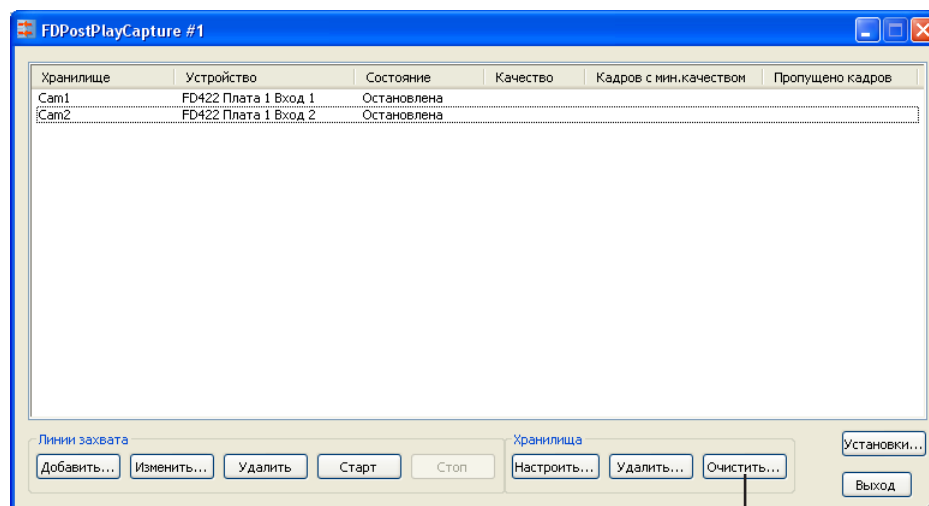 FDPostPlayCapture #1
Хранилище Устройство Состояние Качество Кадров с мин.качеством Пропущено кадров
Cam1 FD422 Плата 1 Вход 1 Остановлена
Cam2 FD422 Плата 1 Вход 2 Остановлена
Линии захвата Хранилища
Установки...
Добавить... Изменить... Удалить Старт Стоп Настроить... Удалить... Очистить...
Выход